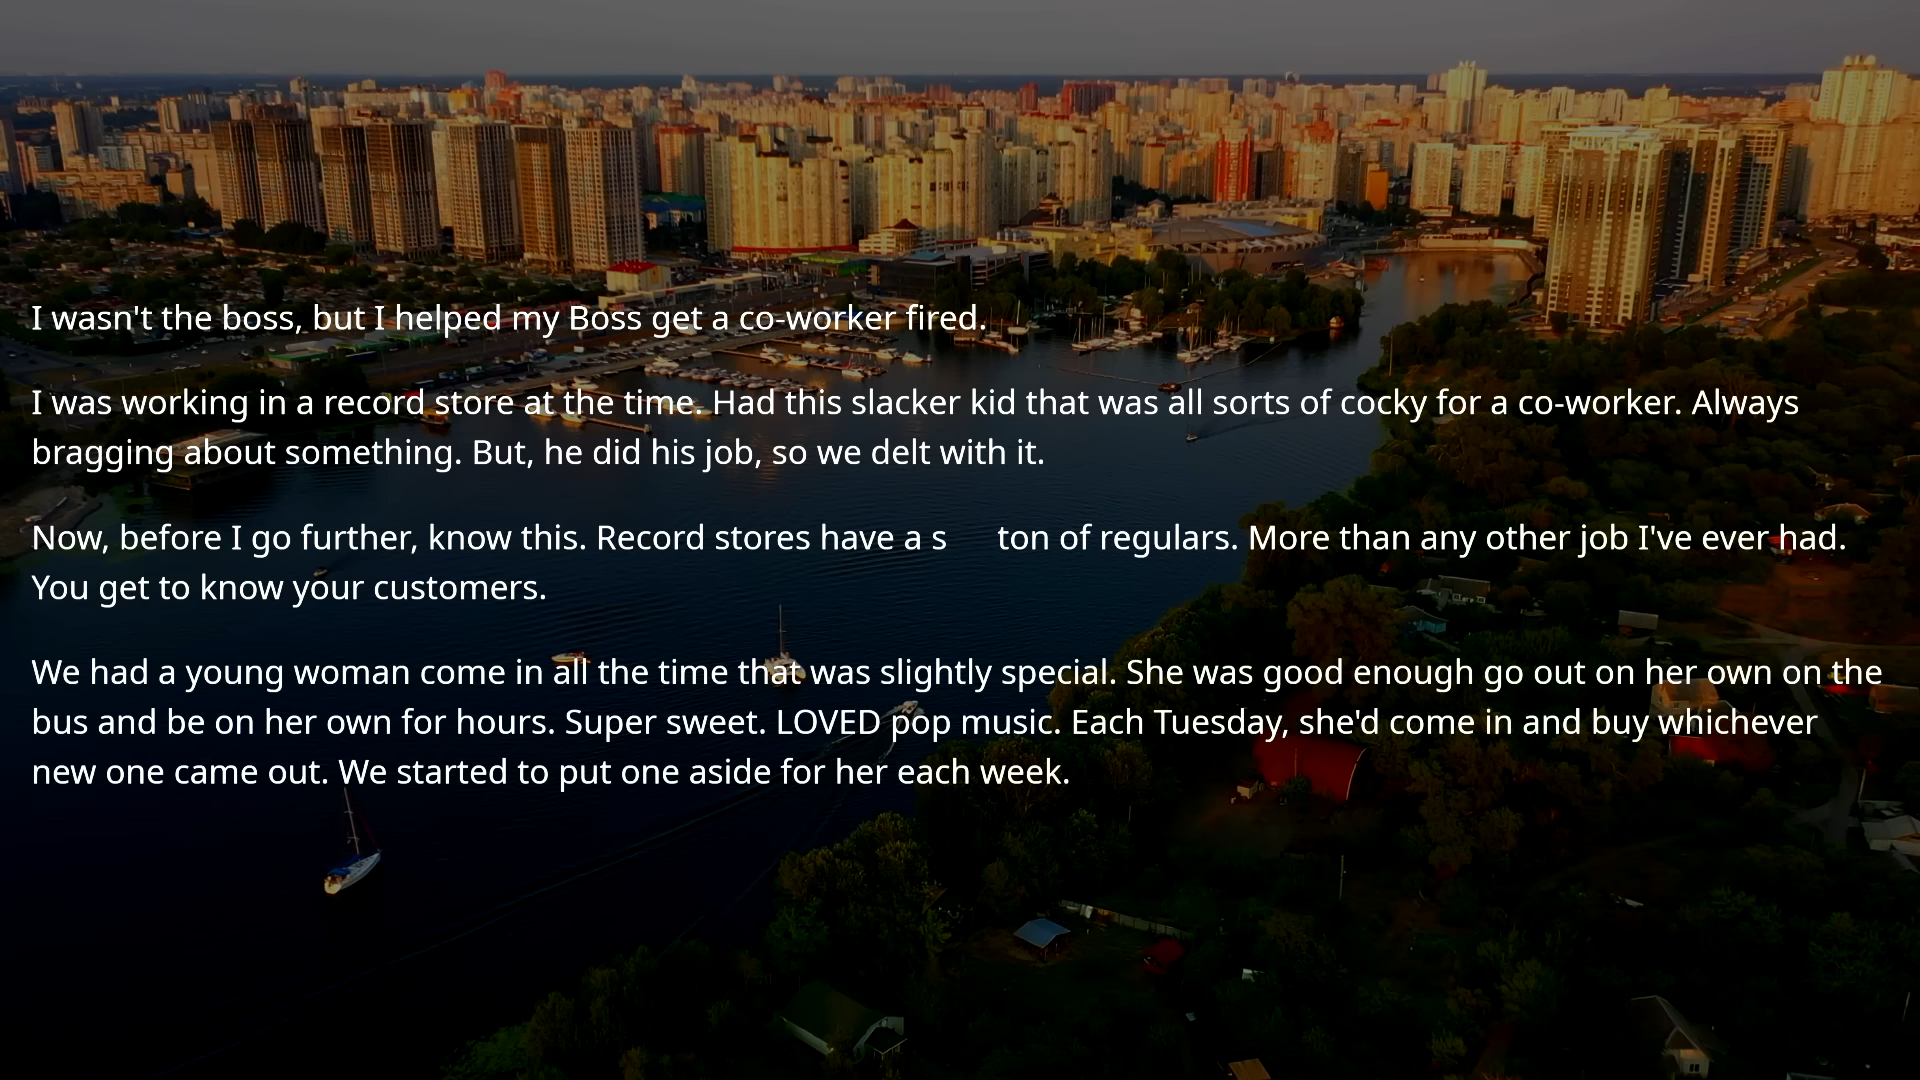 I wasn't the boss, but I helped my Boss get a co-worker fired.
I was working in a record store at the time. Had this slacker kid that was all sorts of cocky for a co-worker. Always
bragging about something. But, he did his job, so we delt with it.
Now, before I go further, know this. Record stores have a s ton of regulars. More than any other job I've ever had.
You get to know your customers.
We had a young woman come in all the time that was slightly special. She was good enough go out on her own on the
bus and be on her own for hours. Super sweet. LOVED pop music. Each Tuesday, she'd come in and buy whichever
new one came out. We started to put one aside for her each week.